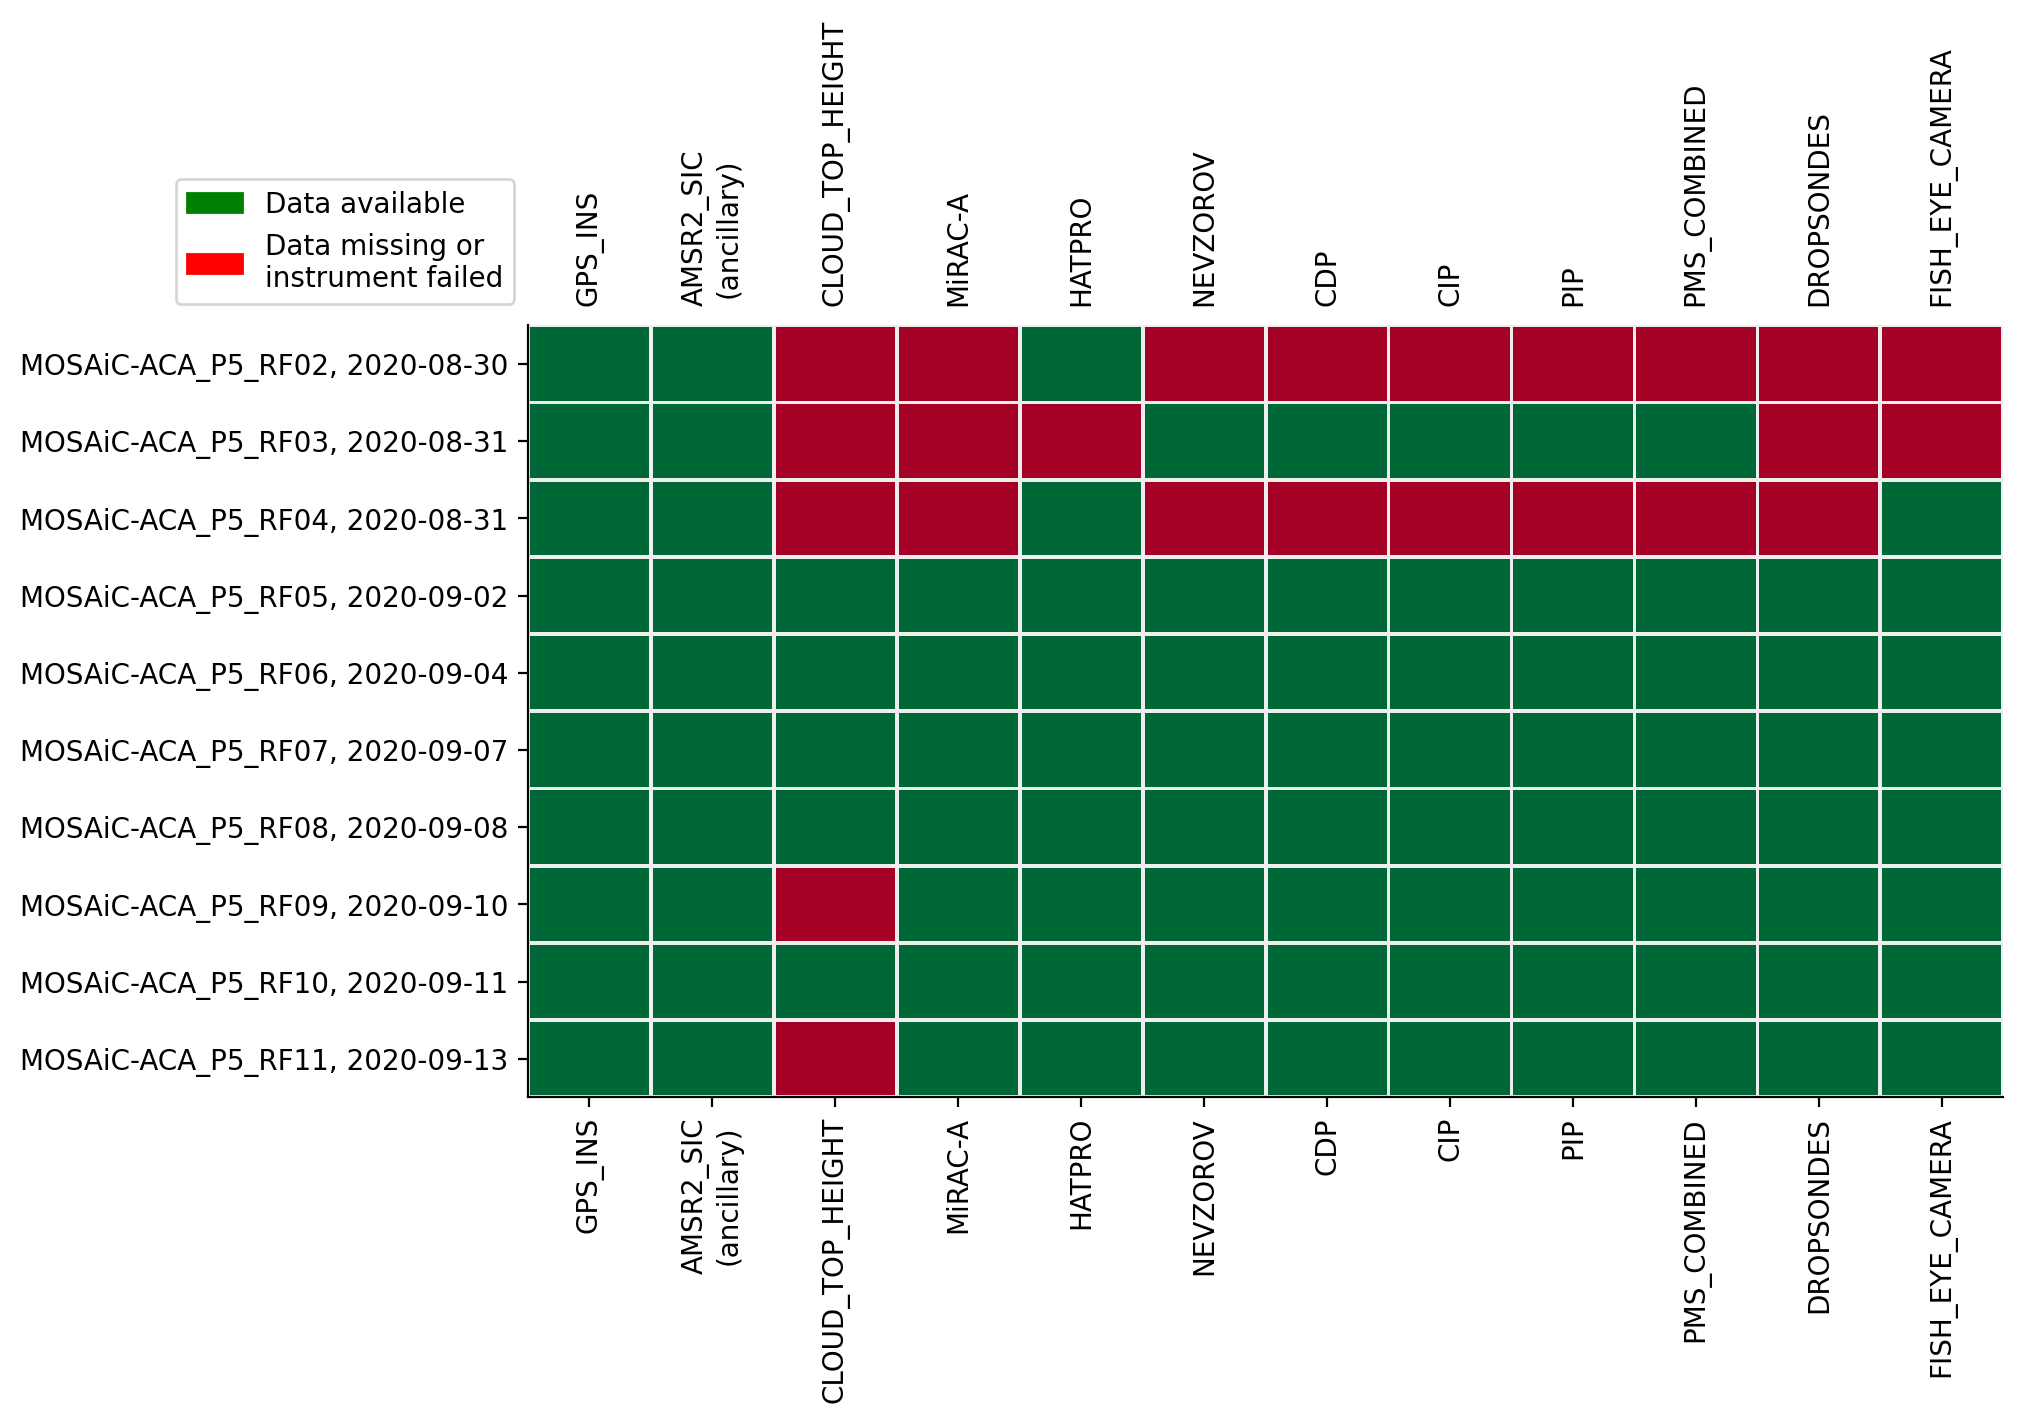 GPS_INS
AMSR2_SIC
(ancillary)
CLOUD_TOP_HEIGHT
MiRAC-A
HATPRO
NEVZOROV
CDP
CIP
PIP
PMS_COMBINED
DROPSONDES
FISH_EYE_CAMERA
Data available
Data missing or
instrument failed
MOSAiC-ACA_P5_RF02, 2020-08-30
MOSAiC-ACA_P5_RF03, 2020-08-31
MOSAiC-ACA_P5_RF04, 2020-08-31
MOSAiC-ACA_P5_RF05, 2020-09-02
MOSAiC-ACA_P5_RF06, 2020-09-04
MOSAiC-ACA_P5_RF07, 2020-09-07
MOSAiC-ACA_P5_RF08, 2020-09-08
MOSAiC-ACA_P5_RF09, 2020-09-10
MOSAiC-ACA_P5_RF10, 2020-09-11
MOSAiC-ACA_P5_RF11, 2020-09-13
GPS_INS
AMSR2_SIC
(ancillary)
CLOUD_TOP_HEIGHT
MiRAC-A
HATPRO
NEVZOROV
CDP
CIP
PIP
PMS_COMBINED
DROPSONDES
FISH_EYE_CAMERA